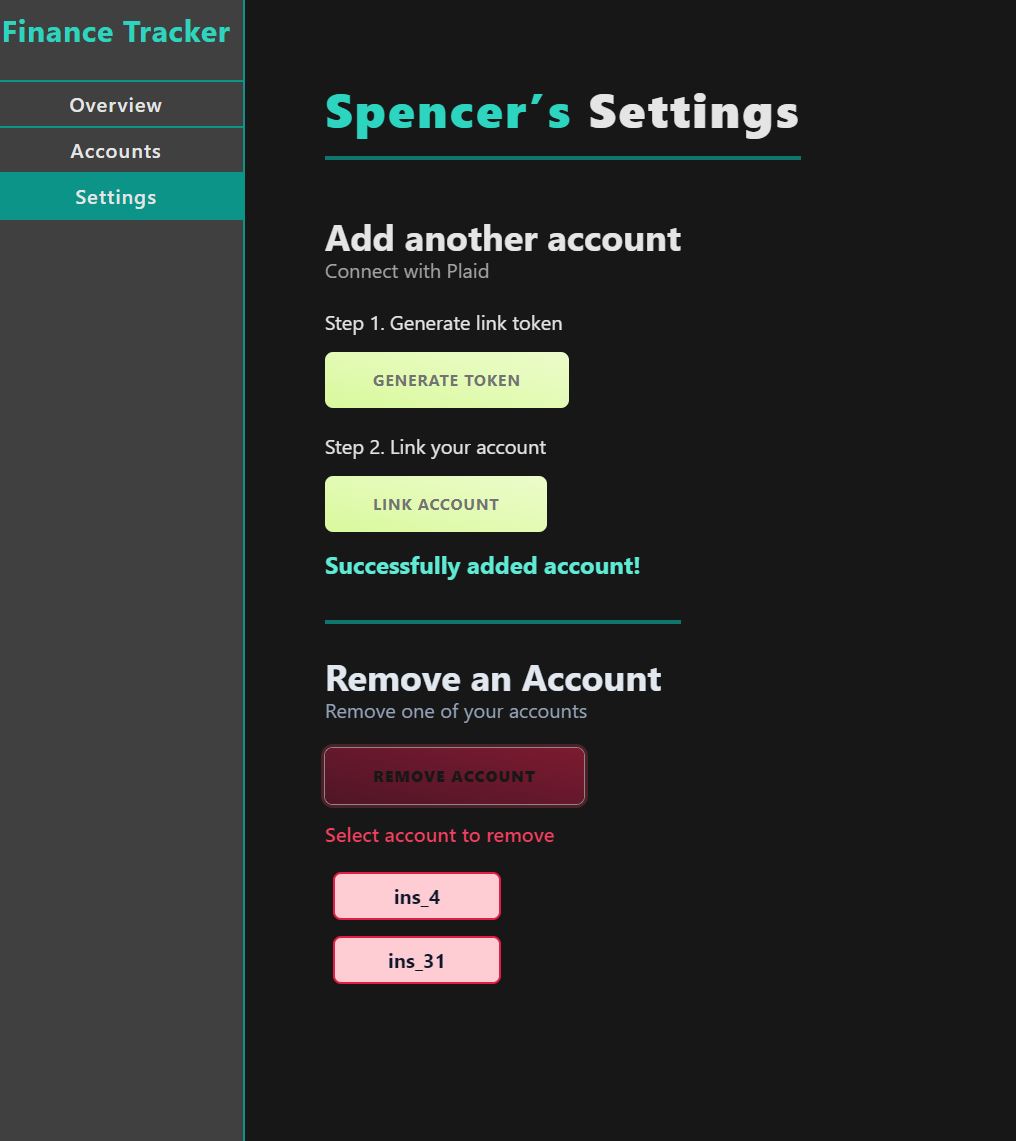 Finance Tracker
Overview
Accounts
Settings
Spencer’s Settings
Add another account
Connect with Plaid
Step 1. Generate link token
GENERATE TOKEN
Step 2. Link your account
LINK ACCOUNT
Successfully added account!
Remove an Account
Remove one of your accounts
REMOVE ACCOUNT
Select account to remove
ins_4
ins_31